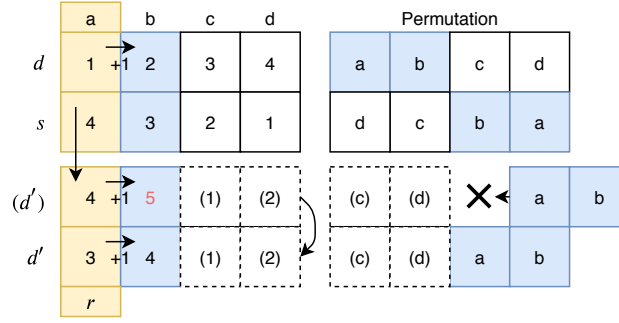 a b c d Permutation
d 1 +1 2 3 4 a b c d
s 4 3 2 1 d c b a
(d′) 4 +1 5 (1) (2) (c) (d) a b
d′ 3 +1 4 (1) (2) (c) (d) a b
r